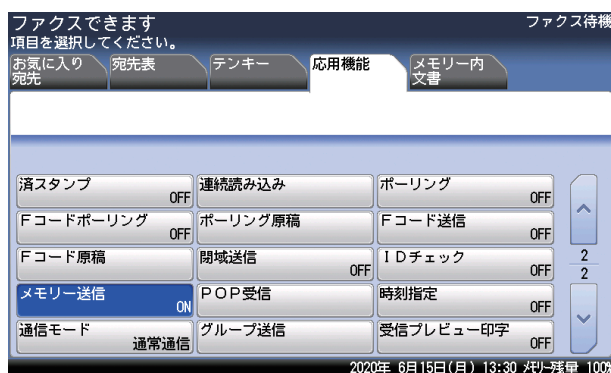 ファクスできます
ファクス待機
項目を選択してください。
お気に入り
宛先
宛先表
テンキー
応用機能
メモリー内
文書
済スタンプ
OFF
連続読み込み
ポーリング
OFF
Ｆコードポーリング
OFF
ポーリング原稿
Ｆコード送信
OFF
Ｆコード原稿
閉域送信
OFF
ＩＤチェック
OFF
2
2
メモリー送信
ON
ＰＯＰ受信
時刻指定
OFF
通信モード
通常通信
グループ送信
受信プレビュー印字
OFF
2020年 6月15日(月) 13:30 ﾒﾓﾘｰ残量 100%